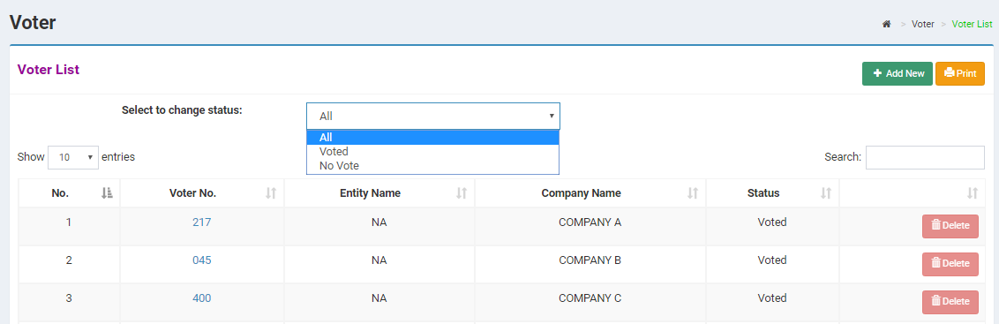 Voter
> Voter > Voter List
Voter List
+ Add New Print
Select to change status: All
All
Voted
No Vote
Show 10 entries Search:
No. Voter No. Entity Name Company Name Status
1 217 NA COMPANY A Voted Delete
2 045 NA COMPANY B Voted Delete
3 400 NA COMPANY C Voted Delete